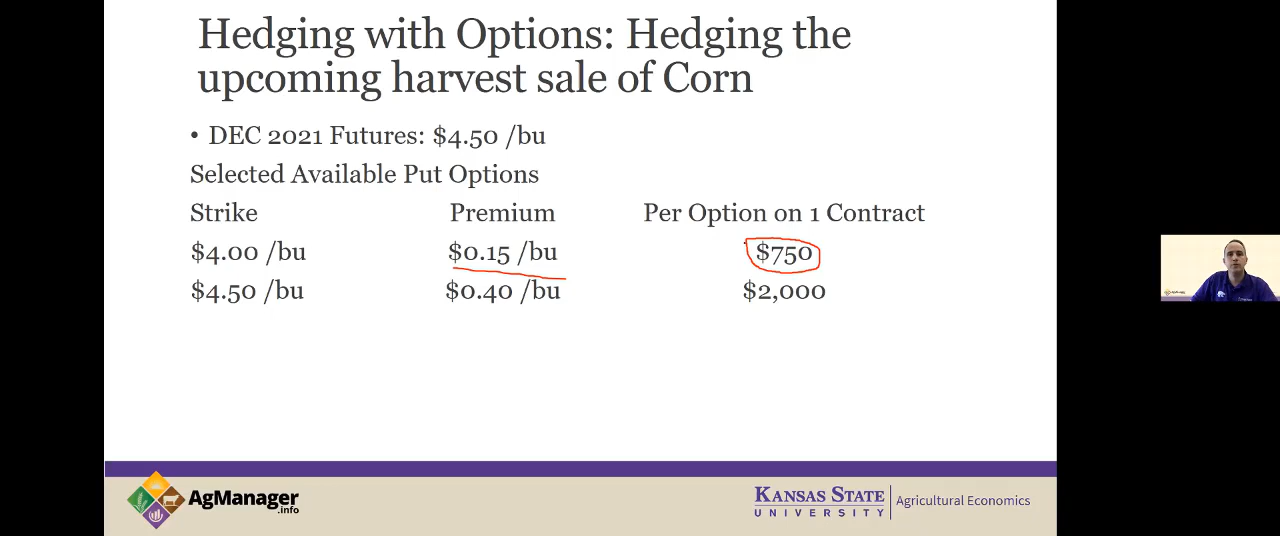 Hedging with Options: Hedging the
upcoming harvest sale of Corn
• DEC 2021 Futures: $4.50 /bu
Selected Available Put Options
Strike Premium Per Option on 1 Contract
$4.00 /bu $0.15 /bu $750
$4.50 /bu $0.40 /bu $2,000
AgManager
.info
KANSAS STATE
UNIVERSITY
Agricultural Economics